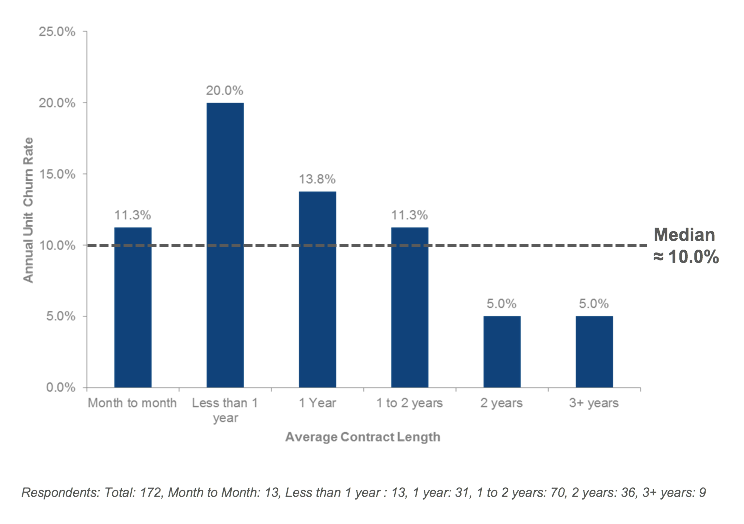 25.0%
20.0%
15.0%
10.0%
5.0%
0.0%
Annual Unit Churn Rate
11.3%
20.0%
13.8%
11.3%
5.0%
5.0%
Median
≈ 10.0%
Month to month
Less than 1
year
1 Year
1 to 2 years
2 years
3+ years
Average Contract Length
Respondents: Total: 172, Month to Month: 13, Less than 1 year : 13, 1 year: 31, 1 to 2 years: 70, 2 years: 36, 3+ years: 9